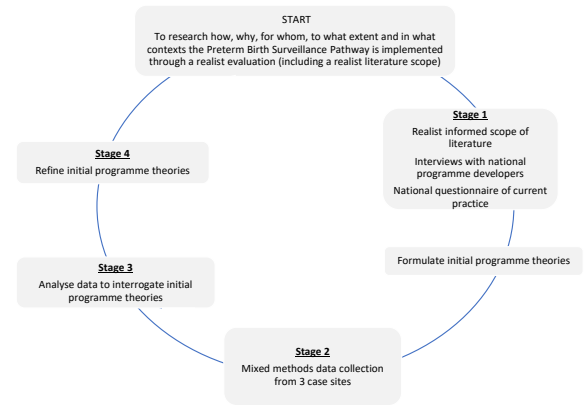 START
To research how, why, for whom, to what extent and in what
contexts the Preterm Birth Surveillance Pathway is implemented
through a realist evaluation (including a realist literature scope)
Stage 1
Realist informed scope of
literature
Interviews with national
programme developers
National questionnaire of current
practice
Formulate initial programme theories
Stage 2
Mixed methods data collection
from 3 case sites
Stage 3
Analyse data to interrogate initial
programme theories
Stage 4
Refine initial programme theories